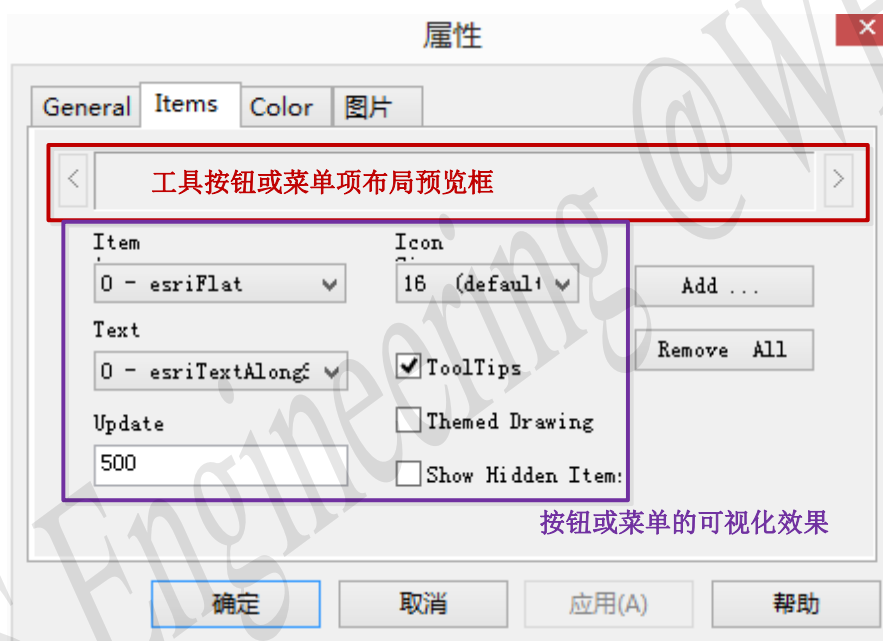 属性
General Items Color 图片
工具按钮或菜单项布局预览框
Item Icon
0 - esriFlat 16 (default Add ...
Text Remove All
0 - esriTextAlongS ToolTips
Update Themed Drawing
500 Show Hidden Items
按钮或菜单的可视化效果
确定 取消 应用(A) 帮助
Engineering @W